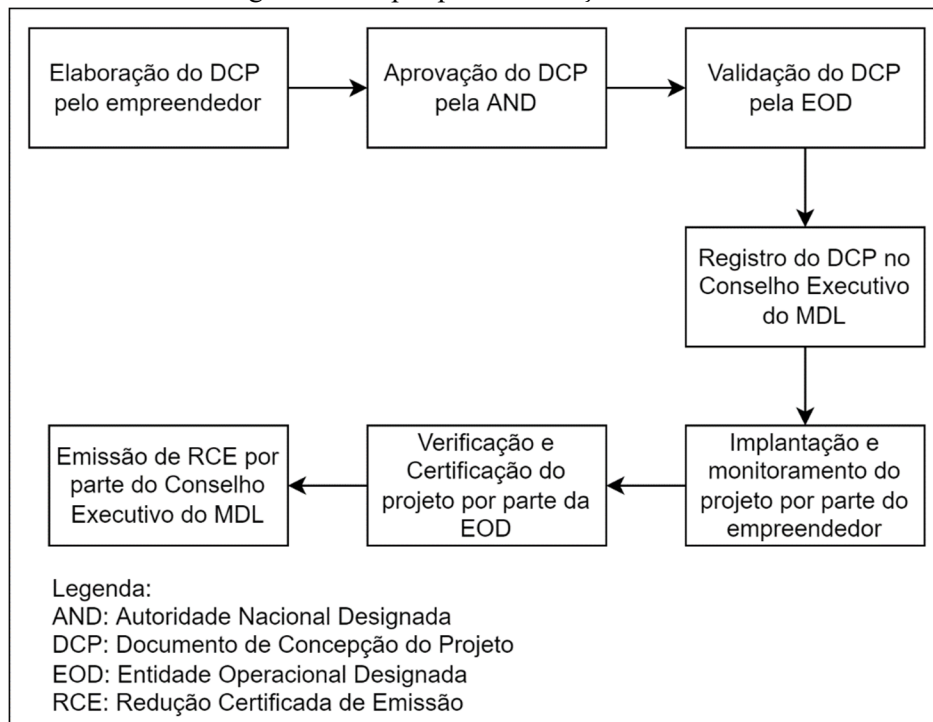 Elaboração do DCP
pelo empreendedor
Aprovação do DCP
pela AND
Validação do DCP
pela EOD
Registro do DCP no
Conselho Executivo
do MDL
Implantação e
monitoramento do
projeto por parte do
empreendedor
Verificação e
Certificação do
projeto por parte da
EOD
Emissão de RCE por
parte do Conselho
Executivo do MDL
Legenda:
AND: Autoridade Nacional Designada
DCP: Documento de Concepção do Projeto
EOD: Entidade Operacional Designada
RCE: Redução Certificada de Emissão